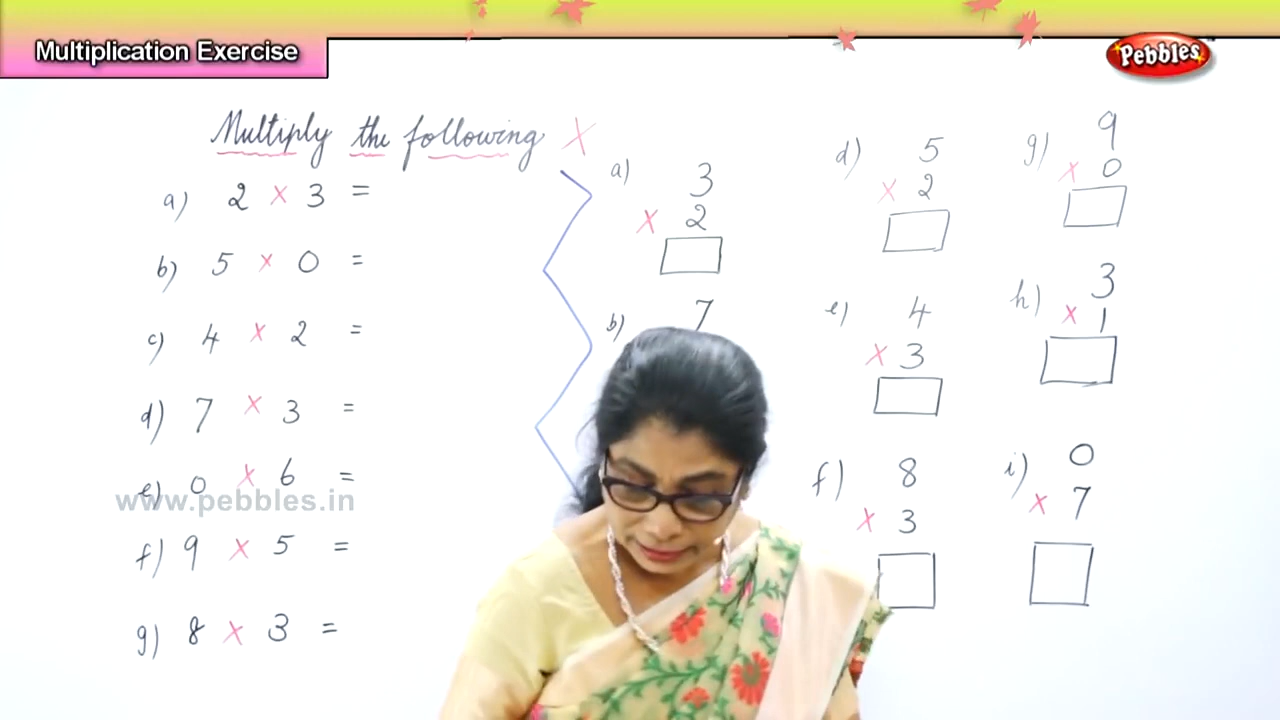 Multiplication Exercise
Pebbles
Multiply the following X
a) 2 x 3 =
b) 5 x 0 =
c) 4 x 2 =
d) 7 x 3 =
e) 0 x 6 =
f) 9 x 5 =
g) 8 x 3 =
www.pebbles.in
a) 3
x 2
b) 7
d) 5
x 2
e) 4
x 3
f) 8
x 3
g) 9
x 0
h) 3
x 1
i) 0
x 7